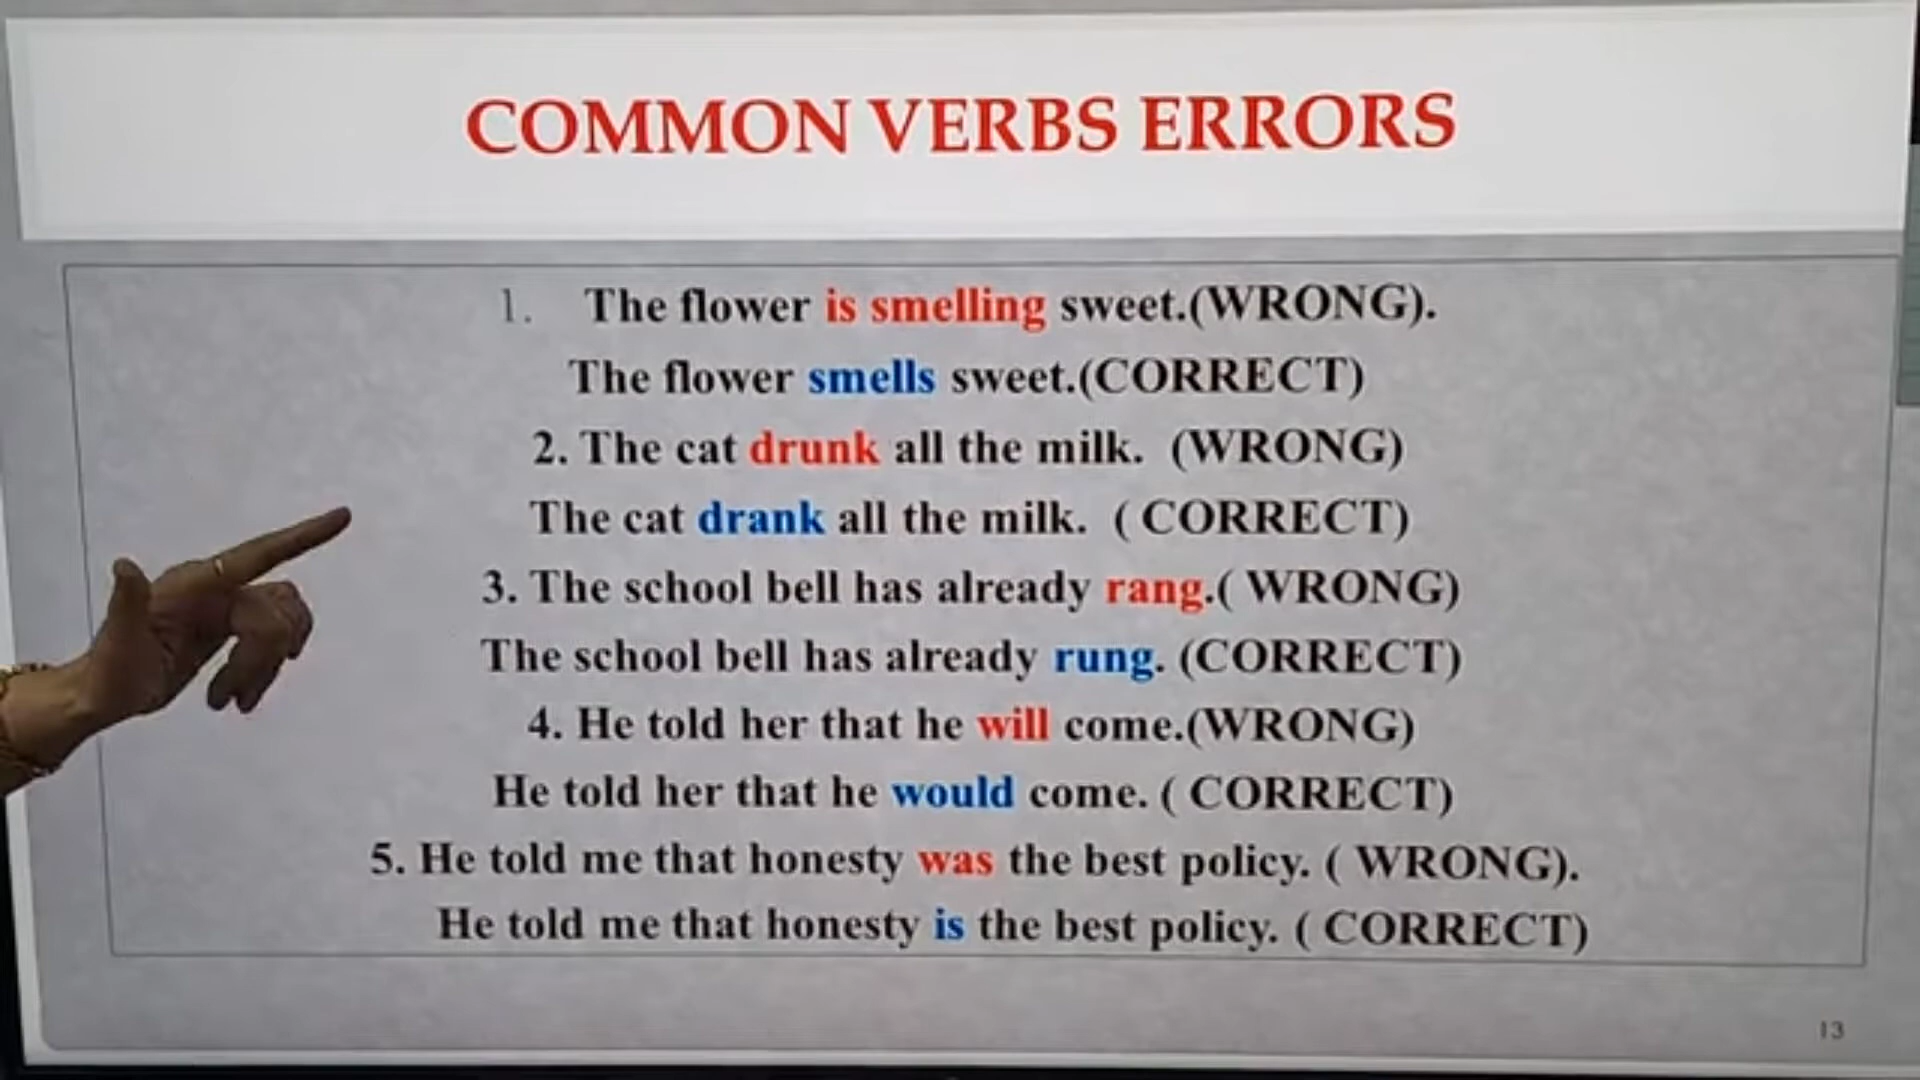 COMMON VERBS ERRORS
1. The flower is smelling sweet.(WRONG).
The flower smells sweet.(CORRECT)
2. The cat drunk all the milk. (WRONG)
The cat drank all the milk. ( CORRECT)
3. The school bell has already rang.( WRONG)
The school bell has already rung. (CORRECT)
4. He told her that he will come.(WRONG)
He told her that he would come. ( CORRECT)
5. He told me that honesty was the best policy. ( WRONG).
He told me that honesty is the best policy. ( CORRECT)
13